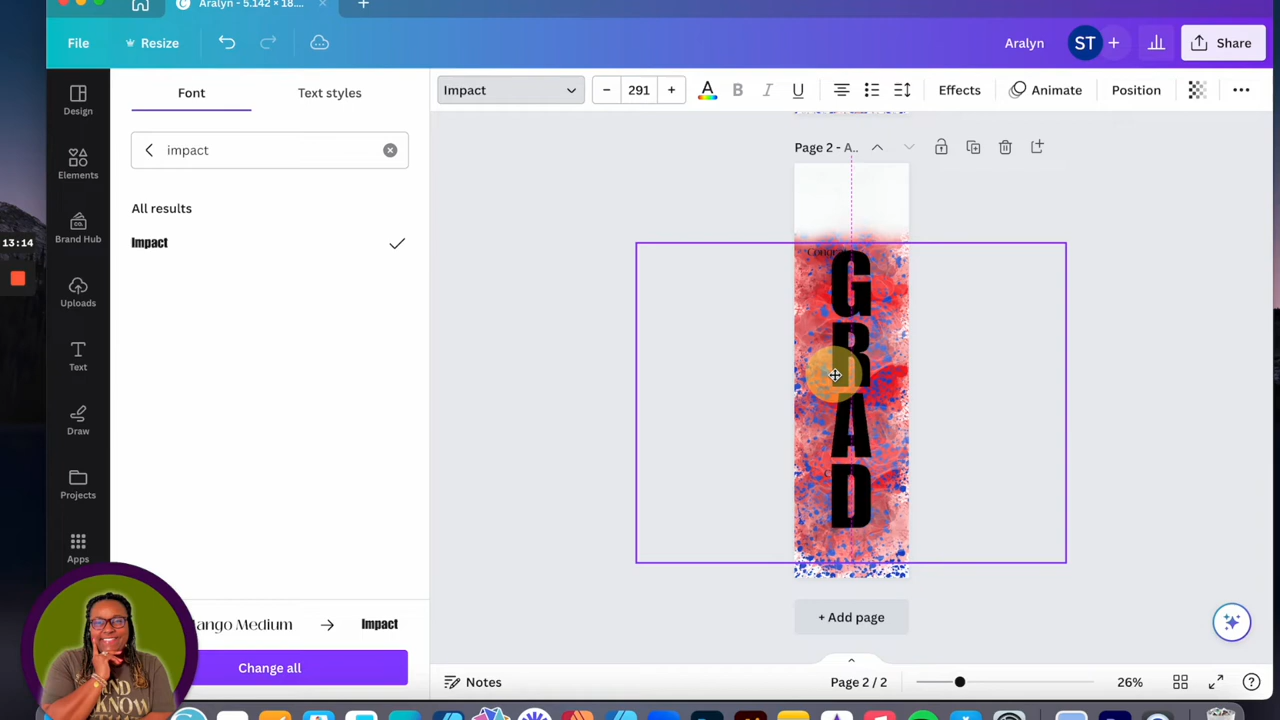 Aralyn - 5.142 × 18....
File
Resize
Aralyn
ST
Share
Design
Elements
Brand Hub
Uploads
Text
Draw
Projects
Apps
13:14
Font
Text styles
impact
All results
Impact
Mango Medium
Impact
Change all
Impact
291
A
B
I
U
Effects
Animate
Position
Page 2 - A..
G
R
A
D
+ Add page
Notes
Page 2 / 2
26%